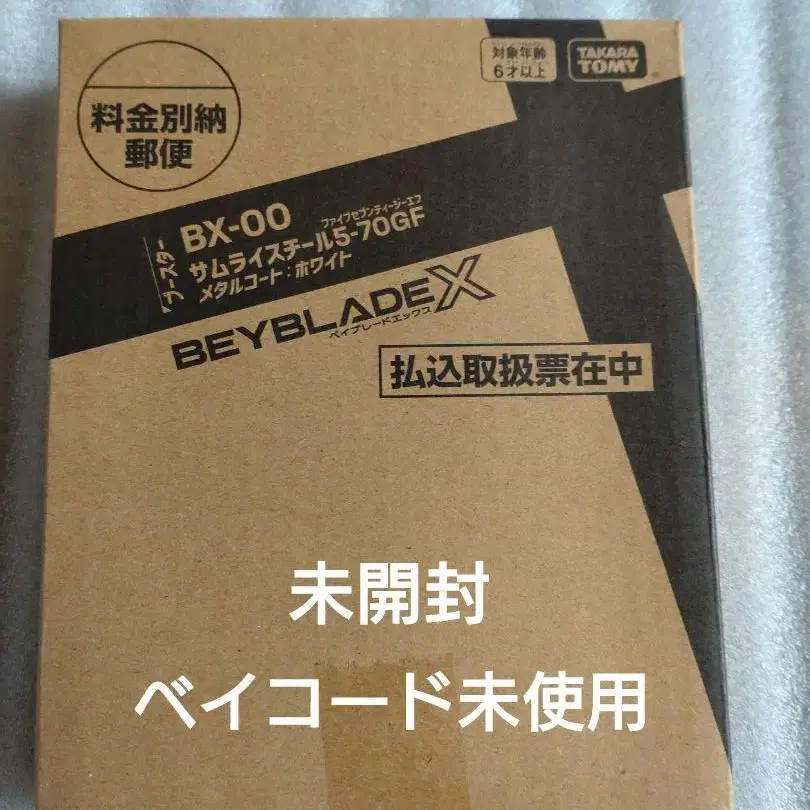 料金別納
郵便
対象年齢
6才以上
TAKARA
TOMY
ブースター
BX-00
ファイブセブンティージーエフ
サムライスチール5-70GF
メタルコート:ホワイト
BEYBLADE X
ベイブレードエックス
払込取扱票在中
未開封
ベイコード未使用